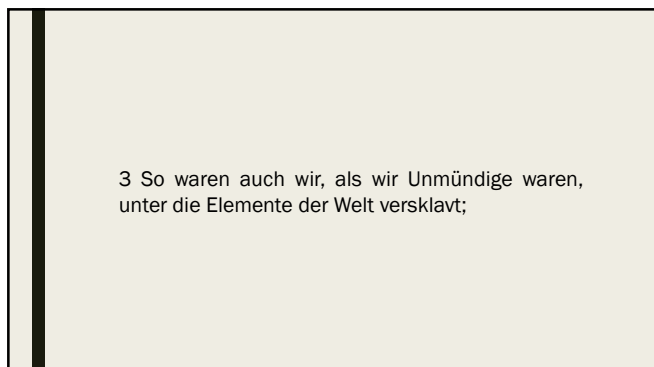 3 So waren auch wir, als wir Unmündige waren,
unter die Elemente der Welt versklavt;